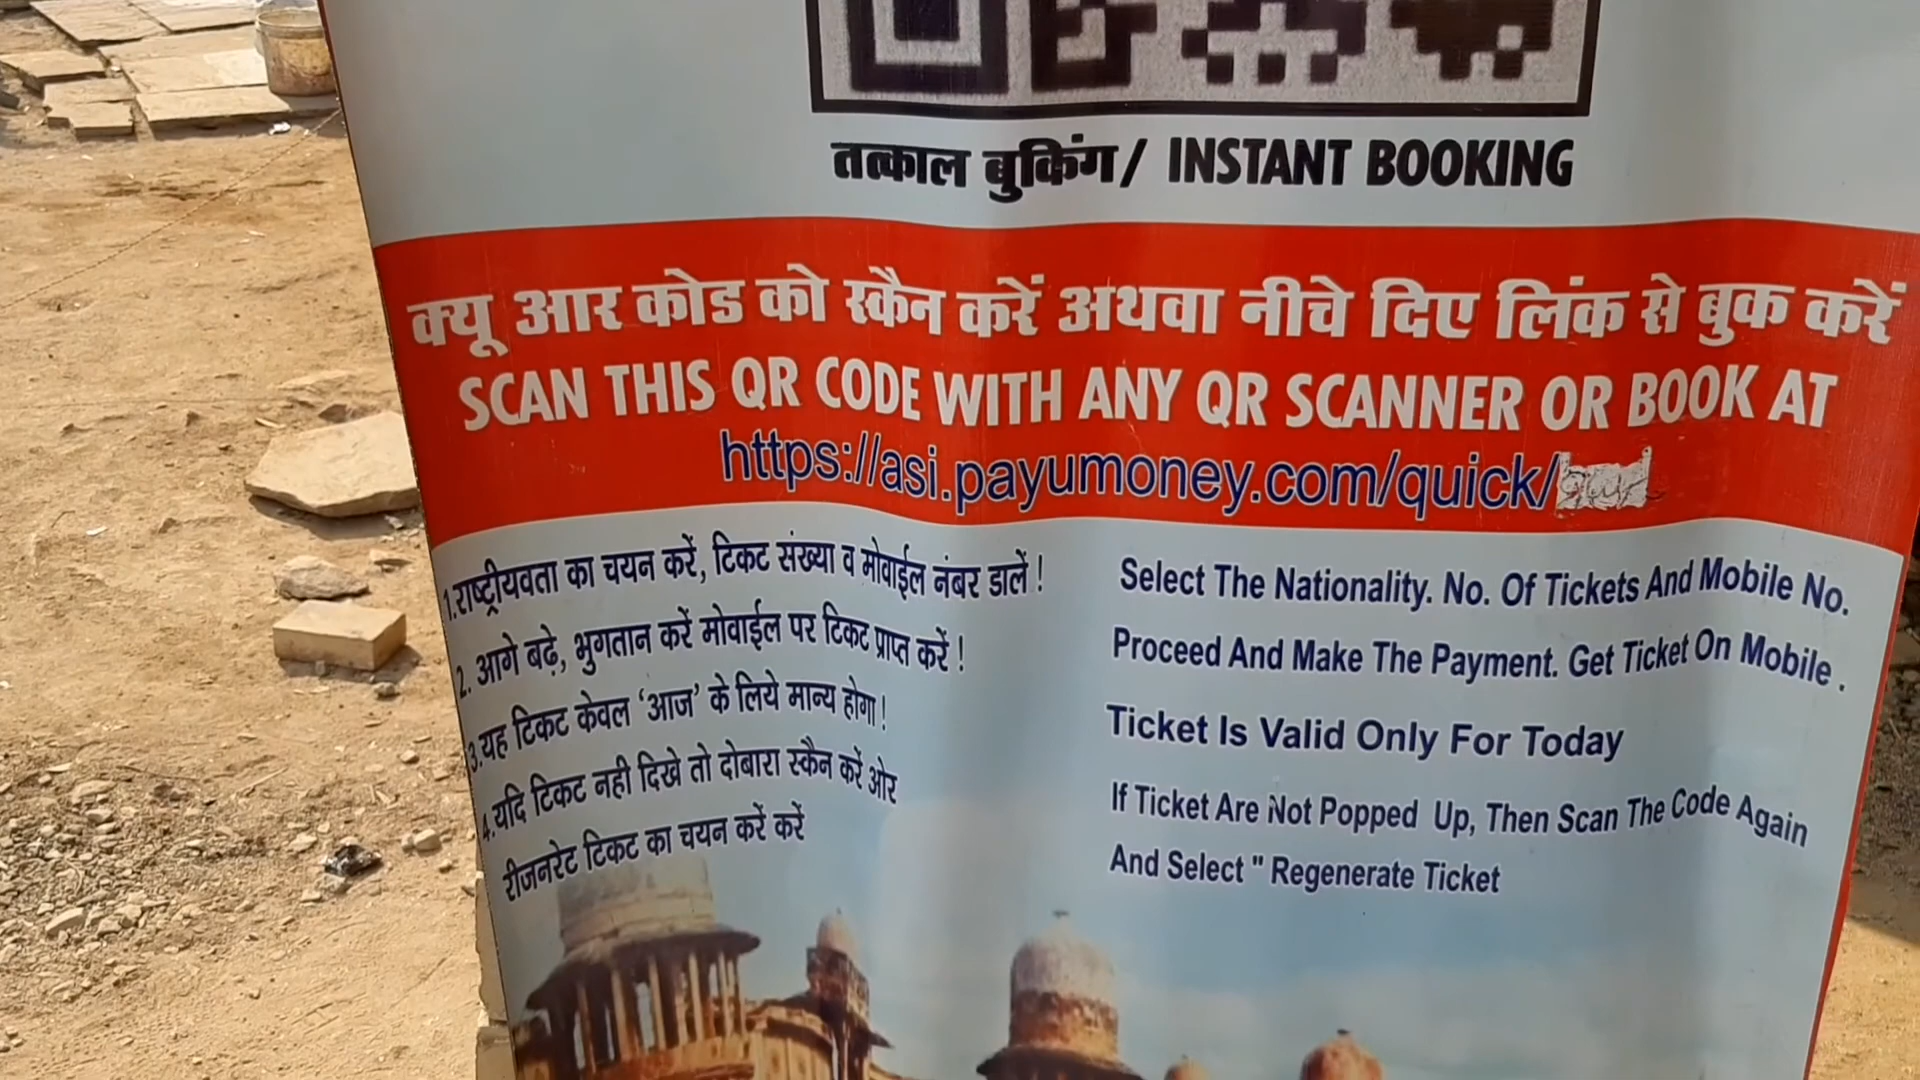 तत्काल बुकिंग/ INSTANT BOOKING
क्यू आर कोड को स्कैन करें अथवा नीचे दिए लिंक से बुक करें
SCAN THIS QR CODE WITH ANY QR SCANNER OR BOOK AT
https://asi.payumoney.com/quick/
1.राष्ट्रीयवता का चयन करें, टिकट संख्या व मोवाईल नंबर डालें !
2. आगे बढ़े, भुगतान करें मोवाईल पर टिकट प्राप्त करें !
3.यह टिकट केवल ‘आज’ के लिये मान्य होगा !
4.यदि टिकट नही दिखे तो दोबारा स्कैन करें ओर
रीजनरेट टिकट का चयन करें करें
Select The Nationality. No. Of Tickets And Mobile No.
Proceed And Make The Payment. Get Ticket On Mobile .
Ticket Is Valid Only For Today
If Ticket Are Not Popped Up, Then Scan The Code Again
And Select " Regenerate Ticket